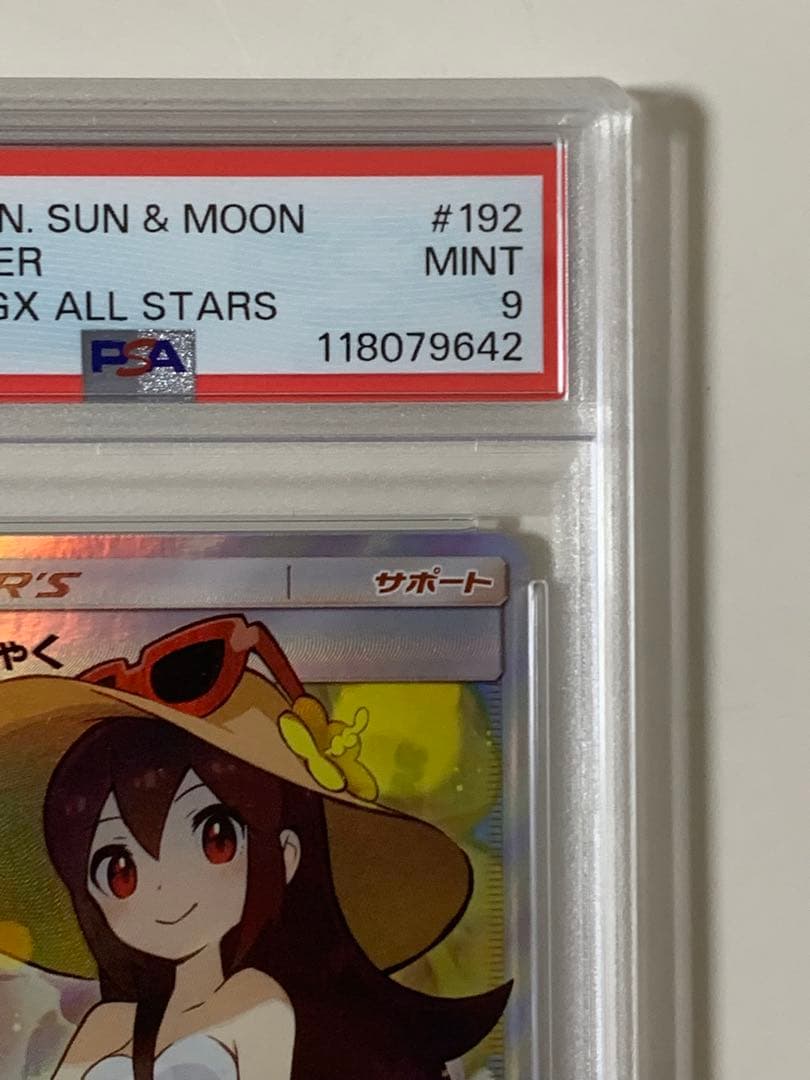 N. SUN & MOON #192
ER MINT
GX ALL STARS 9
PSA 118079642
R'S サポート
やく